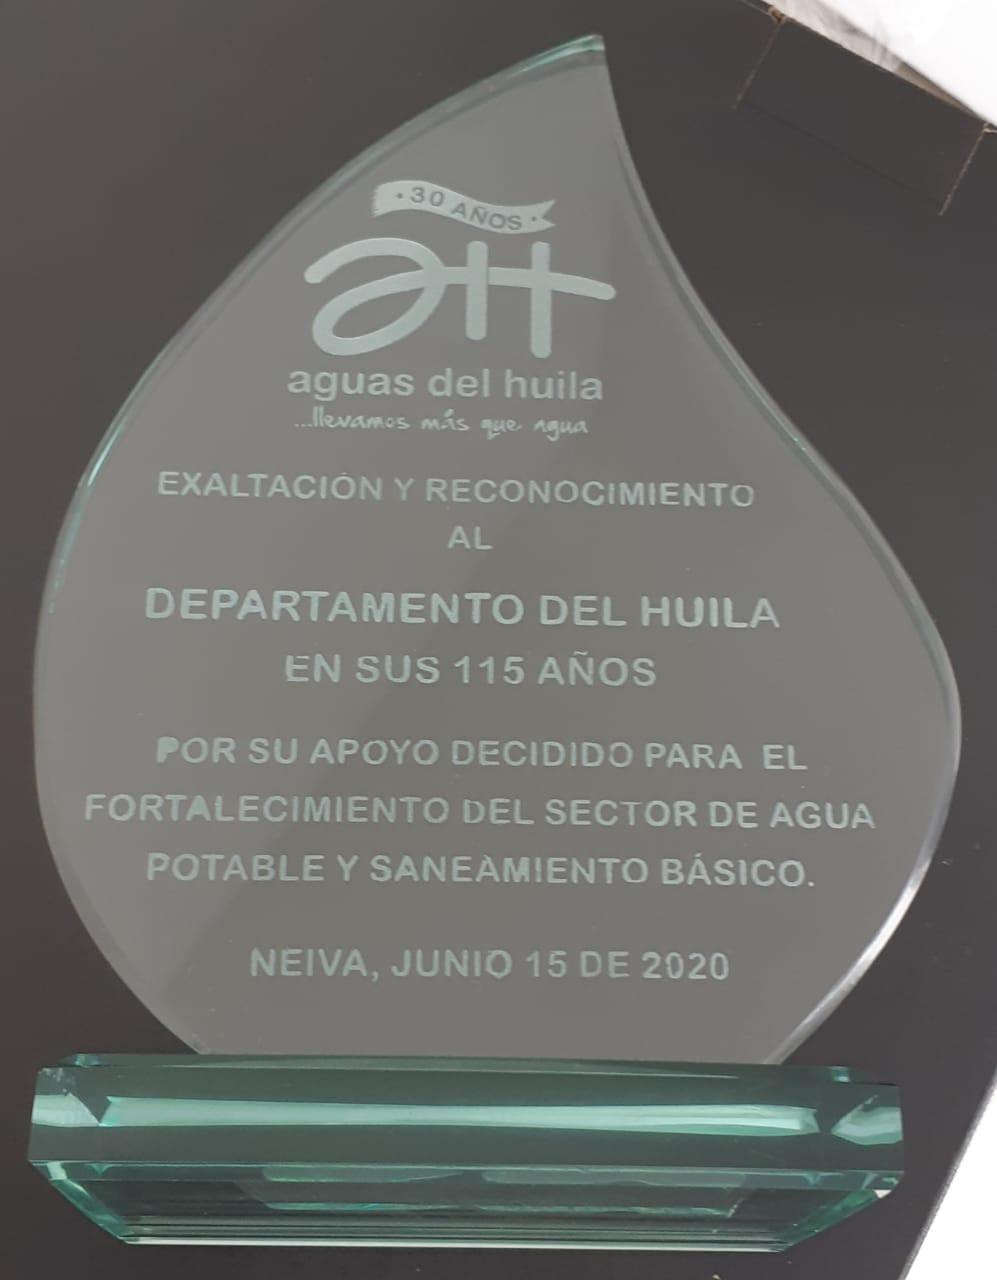 · 30 AÑOS ·
aH
aguas del huila
...llevamos más que agua
EXALTACIÓN Y RECONOCIMIENTO
AL
DEPARTAMENTO DEL HUILA
EN SUS 115 AÑOS
POR SU APOYO DECIDIDO PARA EL
FORTALECIMIENTO DEL SECTOR DE AGUA
POTABLE Y SANEAMIENTO BÁSICO.
NEIVA, JUNIO 15 DE 2020